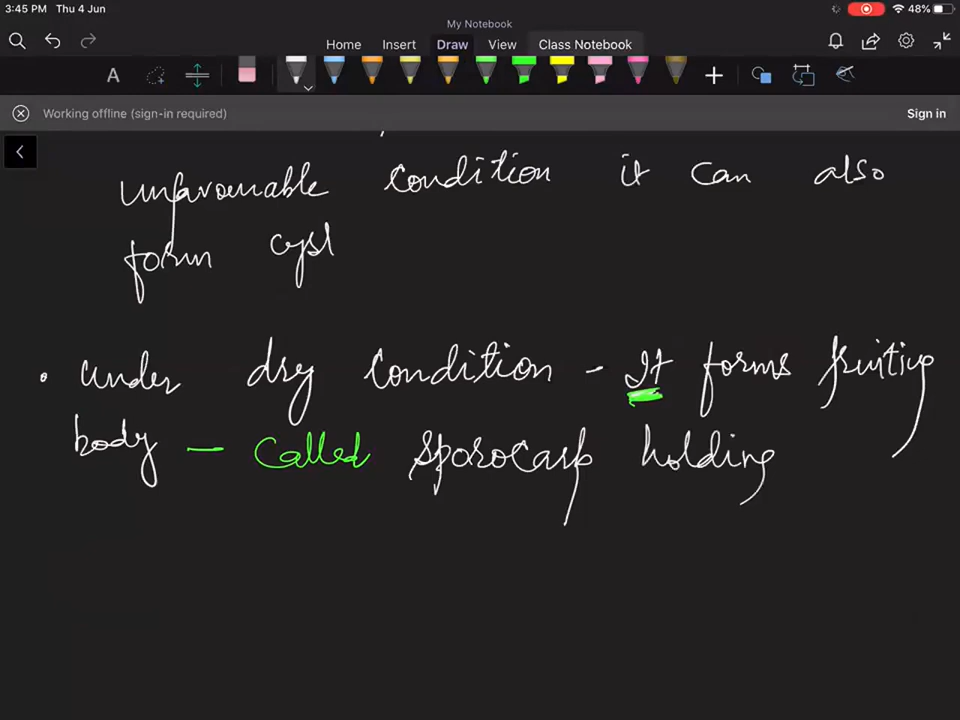 3:45 PM Thu 4 Jun
48%
My Notebook
Home Insert Draw View Class Notebook
A
Working offline (sign-in required) Sign in
unfavourable condition it can also
form cyst
• under dry condition - It forms fruiting
body - called sporocarp holding